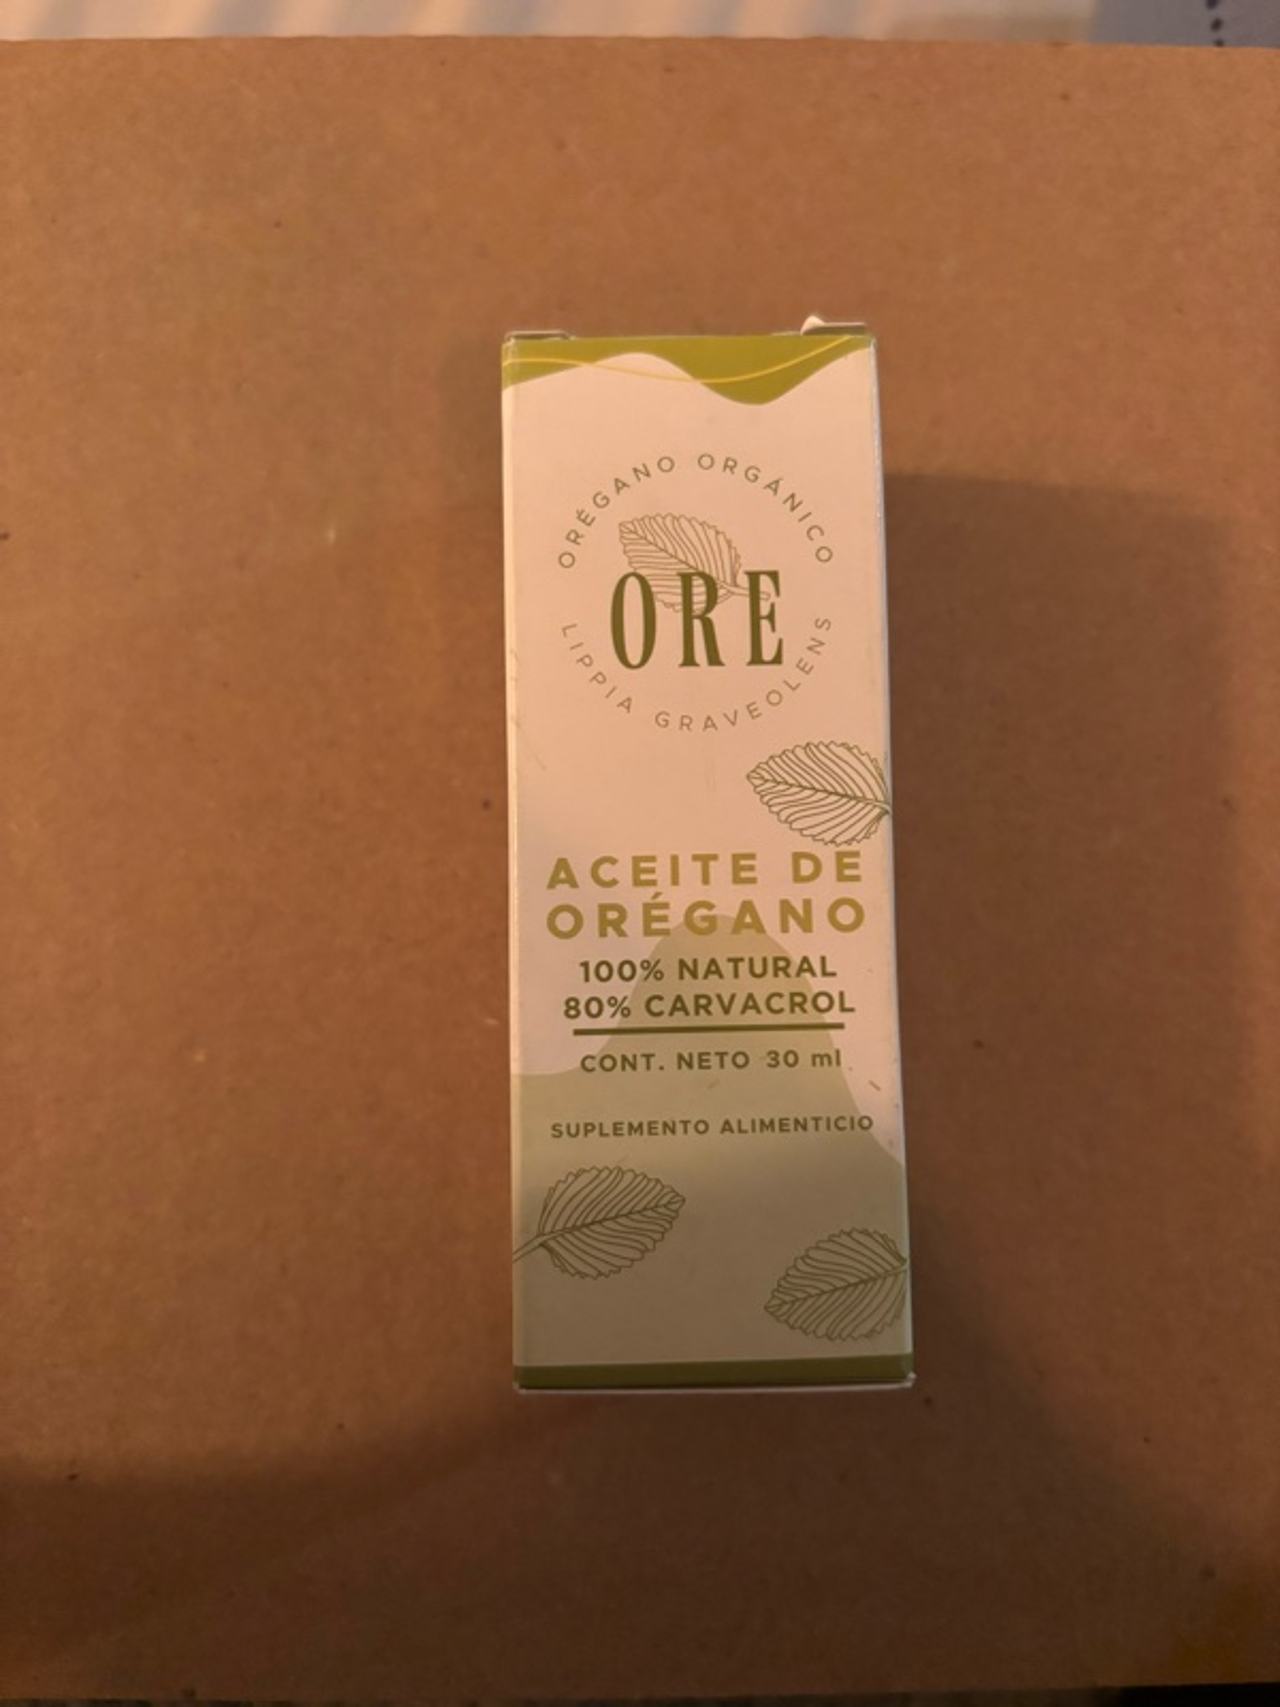 ORÉGANO ORGÁNICO
ORE
LIPPIA GRAVEOLENS
ACEITE DE
ORÉGANO
100% NATURAL
80% CARVACROL
CONT. NETO 30 ml
SUPLEMENTO ALIMENTICIO